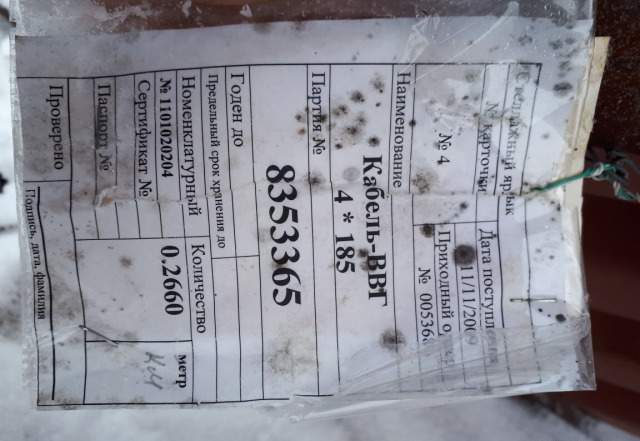 Стеллажный ярлык
№ карточки
Дата поступления
№ 4
11/11/2009
Приходный
№ 00536
Наименование
Кабель-ВВГ
4 * 185
Партия №
8353365
Годен до
Предельный срок хранения до
Номенклатурный
№ 1101020204
Количество
0.2660
метр
Сертификат №
Паспорт №
Проверено
Подпись, дата, фамилия